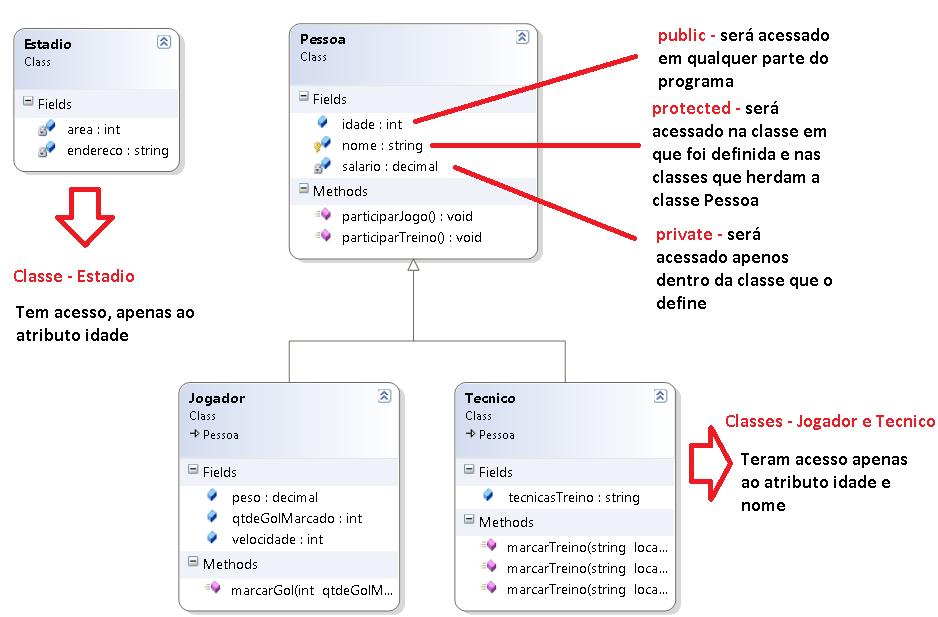 Estadio
Class
Fields
area : int
endereco : string
Classe - Estadio
Tem acesso, apenas ao
atributo idade
Pessoa
Class
Fields
idade : int
nome : string
salario : decimal
Methods
participarJogo() : void
participarTreino() : void
public - será acessado
em qualquer parte do
programa
protected - será
acessado na classe em
que foi definida e nas
classes que herdam a
classe Pessoa
private - será
acessado apenos
dentro da classe que o
define
Jogador
Class
Pessoa
Fields
peso : decimal
qtdeGolMarcado : int
velocidade : int
Methods
marcarGol(int qtdeGolM...
Tecnico
Class
Pessoa
Fields
tecnicasTreino : string
Methods
marcarTreino(string loca...
marcarTreino(string loca...
marcarTreino(string loca...
Classes - Jogador e Tecnico
Teram acesso apenas
ao atributo idade e
nome